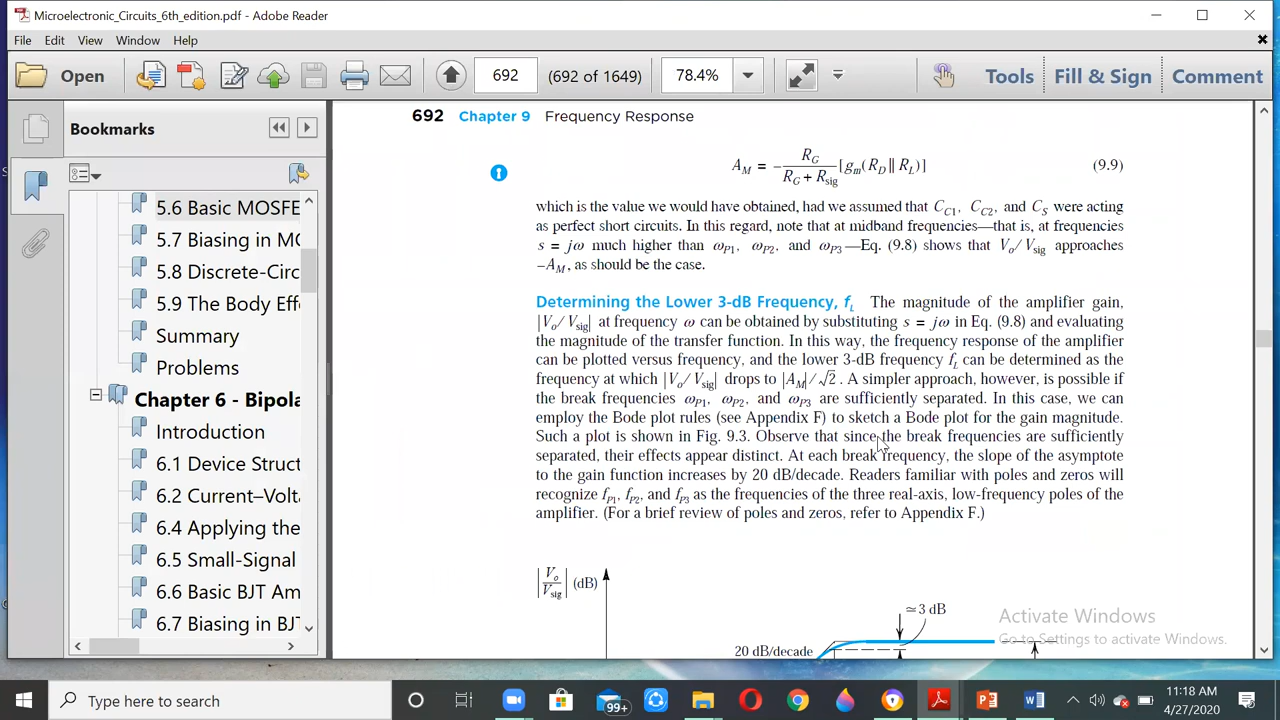 Microelectronic_Circuits_6th_edition.pdf - Adobe Reader
File Edit View Window Help
Open 692 (692 of 1649) 78.4% Tools Fill & Sign Comment
Bookmarks
5.6 Basic MOSFE
5.7 Biasing in MC
5.8 Discrete-Circ
5.9 The Body Effe
Summary
Problems
Chapter 6 - Bipola
Introduction
6.1 Device Struct
6.2 Current–Volta
6.4 Applying the
6.5 Small-Signal
6.6 Basic BJT Am
6.7 Biasing in BJT
692 Chapter 9 Frequency Response
A_M = -\frac{R_G}{R_G + R_sig}[g_m(R_D || R_L)] (9.9)
which is the value we would have obtained, had we assumed that C_C1, C_C2, and C_S were acting
as perfect short circuits. In this regard, note that at midband frequencies—that is, at frequencies
s = jω much higher than ω_P1, ω_P2, and ω_P3—Eq. (9.8) shows that V_o/V_sig approaches
–A_M, as should be the case.
Determining the Lower 3-dB Frequency, f_L The magnitude of the amplifier gain,
|V_o/V_sig| at frequency ω can be obtained by substituting s = jω in Eq. (9.8) and evaluating
the magnitude of the transfer function. In this way, the frequency response of the amplifier
can be plotted versus frequency, and the lower 3-dB frequency f_L can be determined as the
frequency at which |V_o/V_sig| drops to |A_M|/√2. A simpler approach, however, is possible if
the break frequencies ω_P1, ω_P2, and ω_P3 are sufficiently separated. In this case, we can
employ the Bode plot rules (see Appendix F) to sketch a Bode plot for the gain magnitude.
Such a plot is shown in Fig. 9.3. Observe that since the break frequencies are sufficiently
separated, their effects appear distinct. At each break frequency, the slope of the asymptote
to the gain function increases by 20 dB/decade. Readers familiar with poles and zeros will
recognize f_P1, f_P2, and f_P3 as the frequencies of the three real-axis, low-frequency poles of the
amplifier. (For a brief review of poles and zeros, refer to Appendix F.)
|V_o/V_sig| (dB)
≃3 dB
20 dB/decade
Activate Windows
Go to Settings to activate Windows.
Type here to search
99+
11:18 AM
4/27/2020